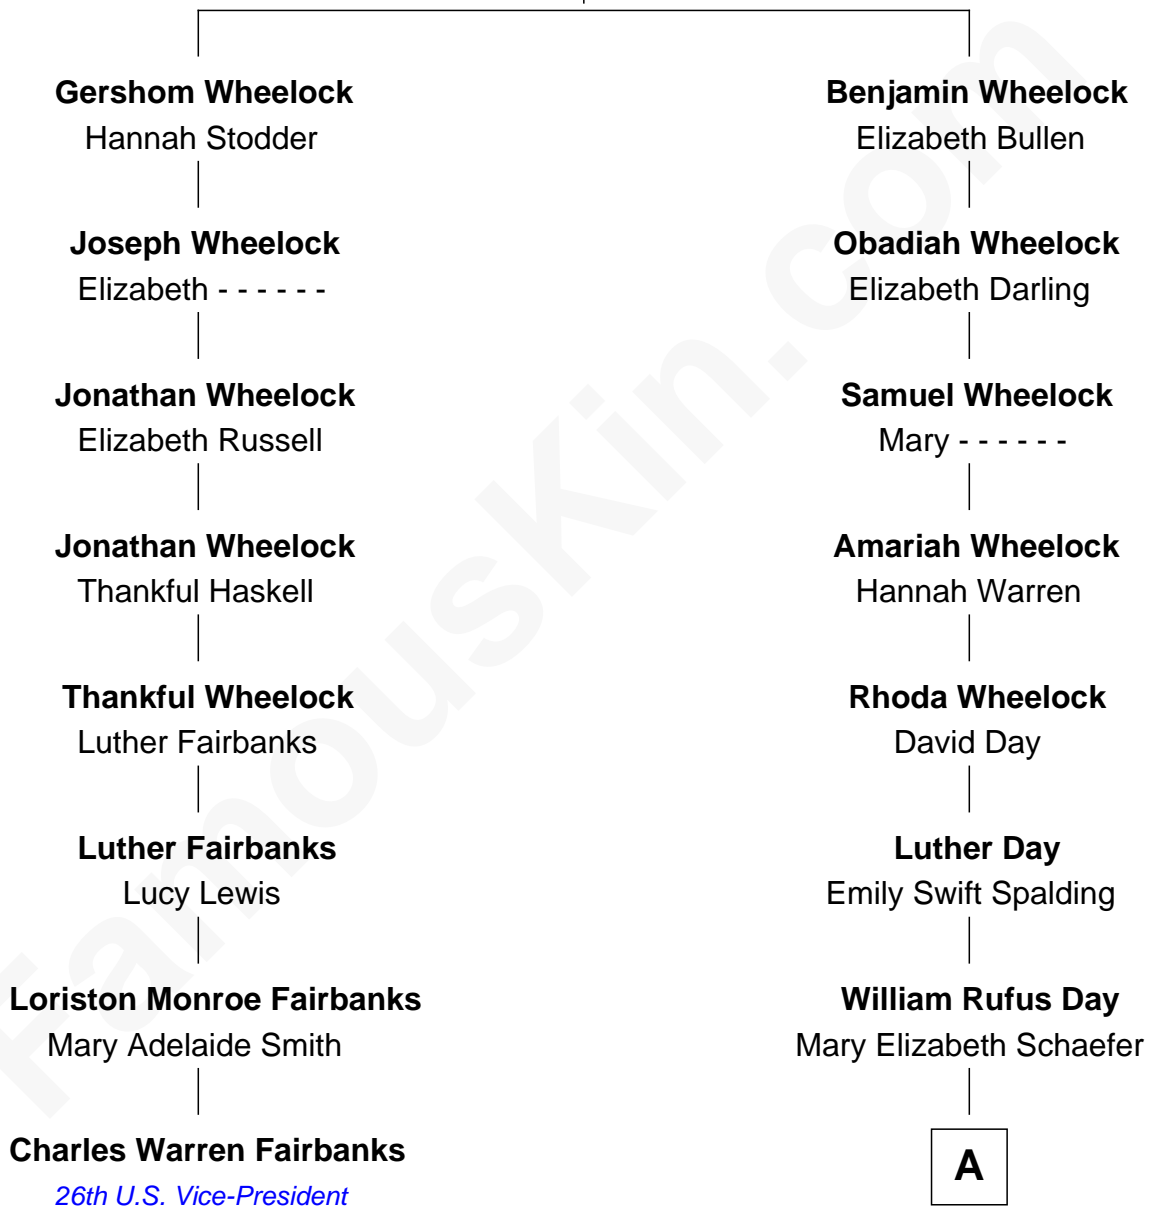 Gershom Wheelock
Hannah Stodder
Joseph Wheelock
Elizabeth - - - - - -
Jonathan Wheelock
Elizabeth Russell
Jonathan Wheelock
Thankful Haskell
Thankful Wheelock
Luther Fairbanks
Luther Fairbanks
Lucy Lewis
Loriston Monroe Fairbanks
Mary Adelaide Smith
Charles Warren Fairbanks
26th U.S. Vice-President
Benjamin Wheelock
Elizabeth Bullen
Obadiah Wheelock
Elizabeth Darling
Samuel Wheelock
Mary - - - - - -
Amariah Wheelock
Hannah Warren
Rhoda Wheelock
David Day
Luther Day
Emily Swift Spalding
William Rufus Day
Mary Elizabeth Schaefer
A
FamousKin.com